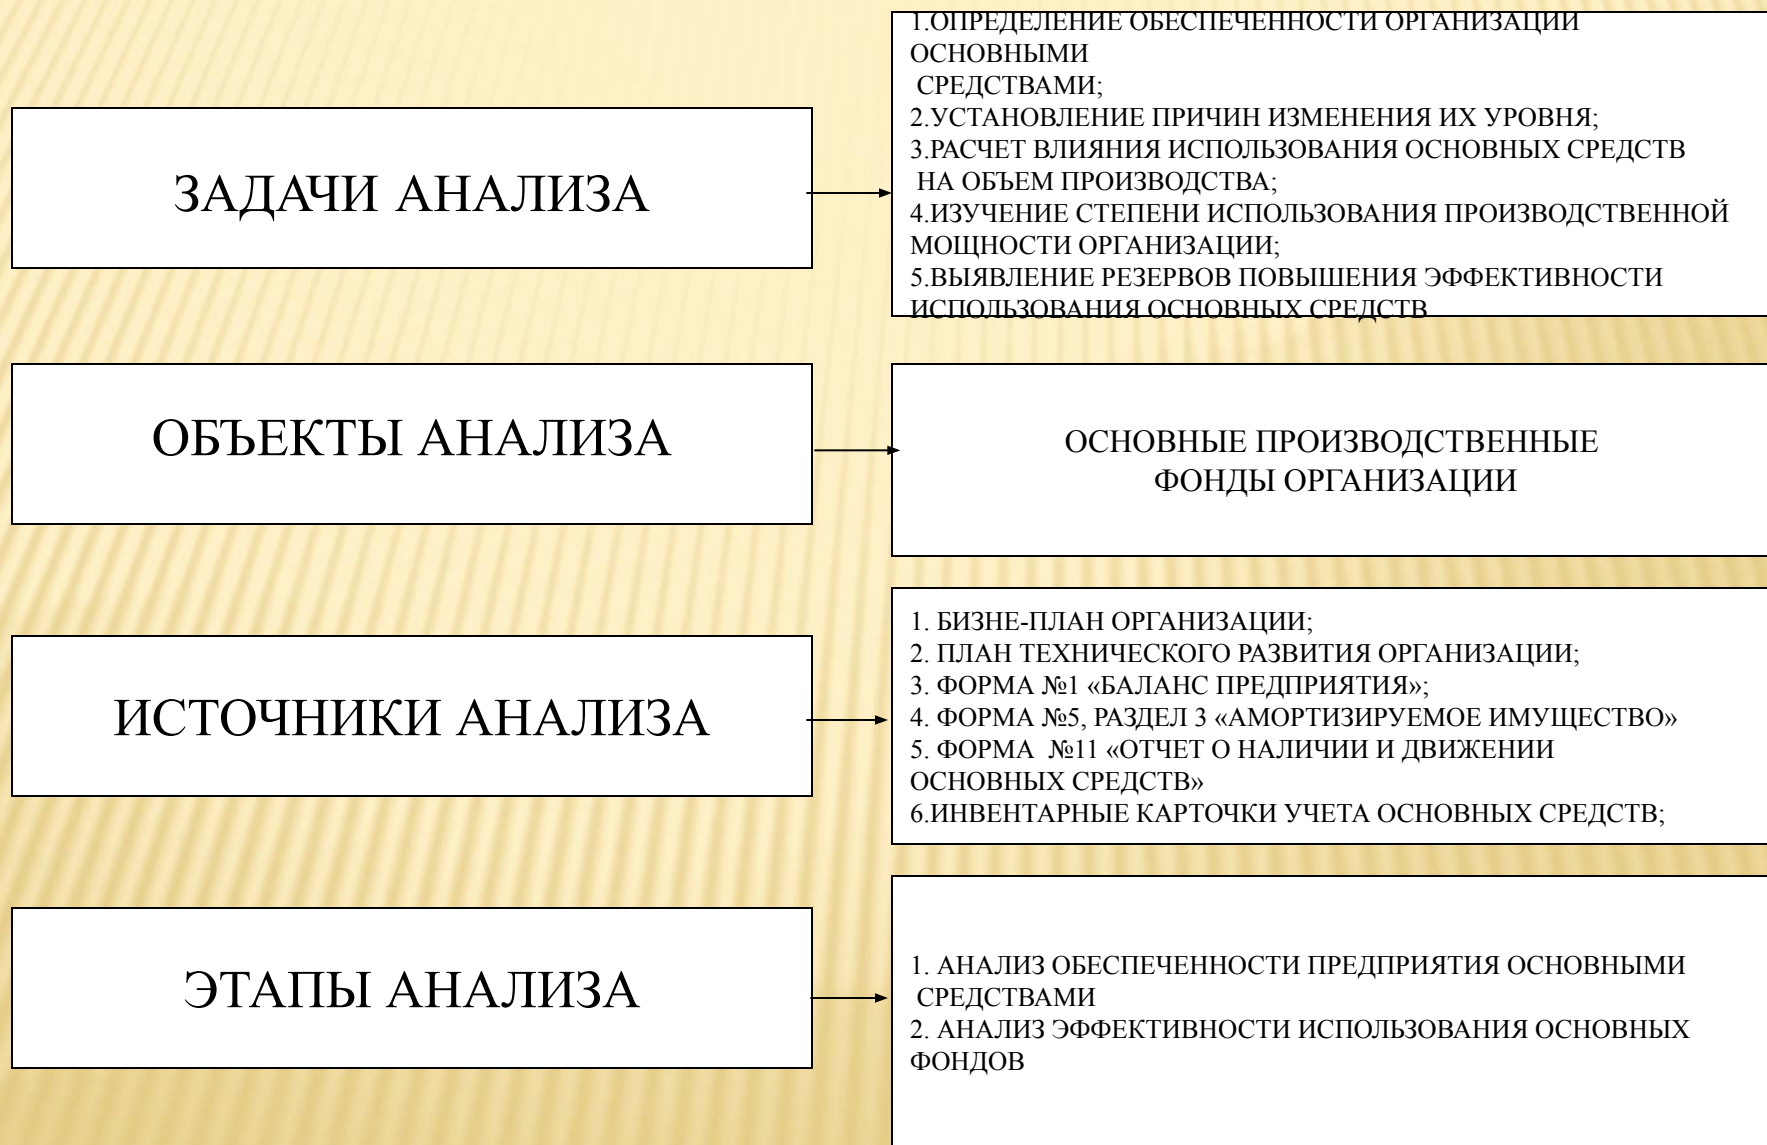 ЗАДАЧИ АНАЛИЗА
1.ОПРЕДЕЛЕНИЕ ОБЕСПЕЧЕННОСТИ ОРГАНИЗАЦИИ
ОСНОВНЫМИ
СРЕДСТВАМИ;
2.УСТАНОВЛЕНИЕ ПРИЧИН ИЗМЕНЕНИЯ ИХ УРОВНЯ;
3.РАСЧЕТ ВЛИЯНИЯ ИСПОЛЬЗОВАНИЯ ОСНОВНЫХ СРЕДСТВ
НА ОБЪЕМ ПРОИЗВОДСТВА;
4.ИЗУЧЕНИЕ СТЕПЕНИ ИСПОЛЬЗОВАНИЯ ПРОИЗВОДСТВЕННОЙ
МОЩНОСТИ ОРГАНИЗАЦИИ;
5.ВЫЯВЛЕНИЕ РЕЗЕРВОВ ПОВЫШЕНИЯ ЭФФЕКТИВНОСТИ
ИСПОЛЬЗОВАНИЯ ОСНОВНЫХ СРЕДСТВ
ОБЪЕКТЫ АНАЛИЗА
ОСНОВНЫЕ ПРОИЗВОДСТВЕННЫЕ
ФОНДЫ ОРГАНИЗАЦИИ
ИСТОЧНИКИ АНАЛИЗА
1. БИЗНЕ-ПЛАН ОРГАНИЗАЦИИ;
2. ПЛАН ТЕХНИЧЕСКОГО РАЗВИТИЯ ОРГАНИЗАЦИИ;
3. ФОРМА №1 «БАЛАНС ПРЕДПРИЯТИЯ»;
4. ФОРМА №5, РАЗДЕЛ 3 «АМОРТИЗИРУЕМОЕ ИМУЩЕСТВО»
5. ФОРМА №11 «ОТЧЕТ О НАЛИЧИИ И ДВИЖЕНИИ
ОСНОВНЫХ СРЕДСТВ»
6.ИНВЕНТАРНЫЕ КАРТОЧКИ УЧЕТА ОСНОВНЫХ СРЕДСТВ;
ЭТАПЫ АНАЛИЗА
1. АНАЛИЗ ОБЕСПЕЧЕННОСТИ ПРЕДПРИЯТИЯ ОСНОВНЫМИ
СРЕДСТВАМИ
2. АНАЛИЗ ЭФФЕКТИВНОСТИ ИСПОЛЬЗОВАНИЯ ОСНОВНЫХ
ФОНДОВ